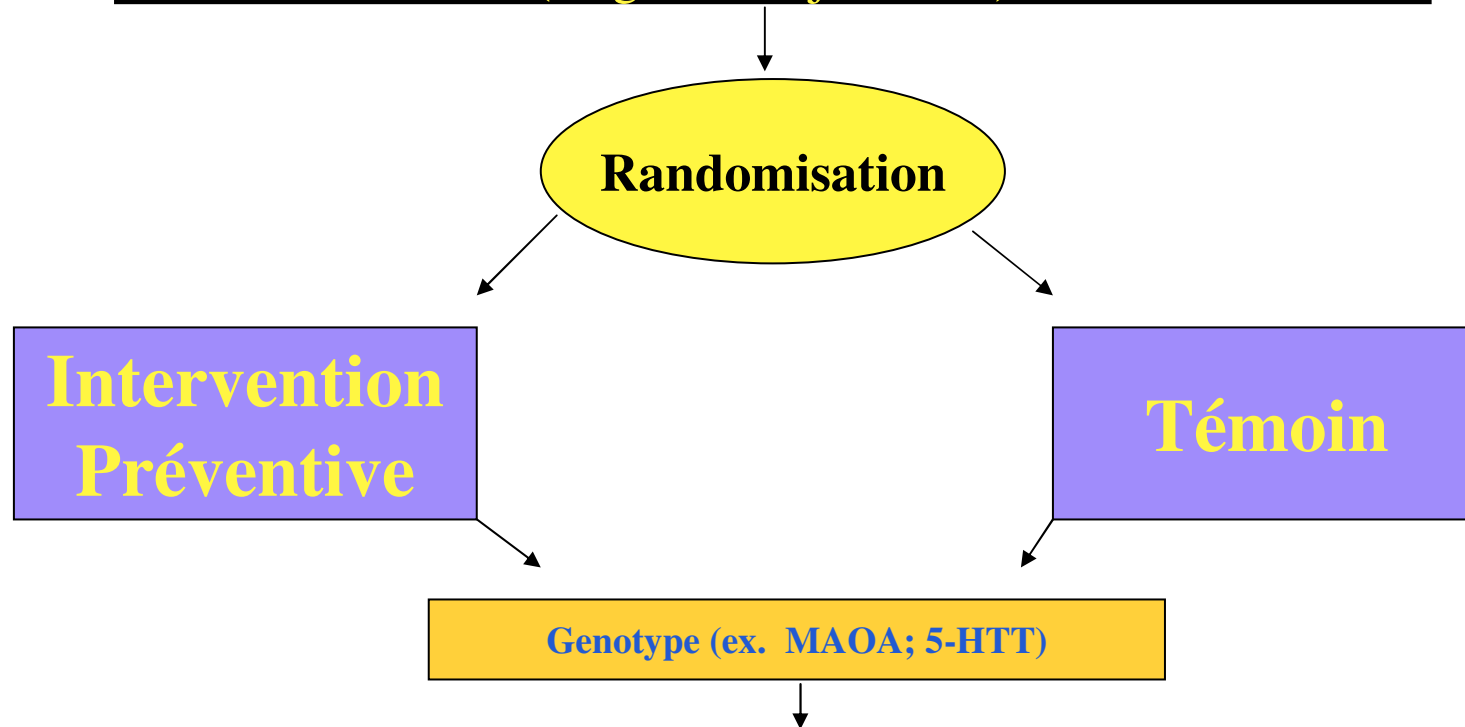 Randomisation
Intervention
Préventive
Témoin
Genotype (ex. MAOA; 5-HTT)